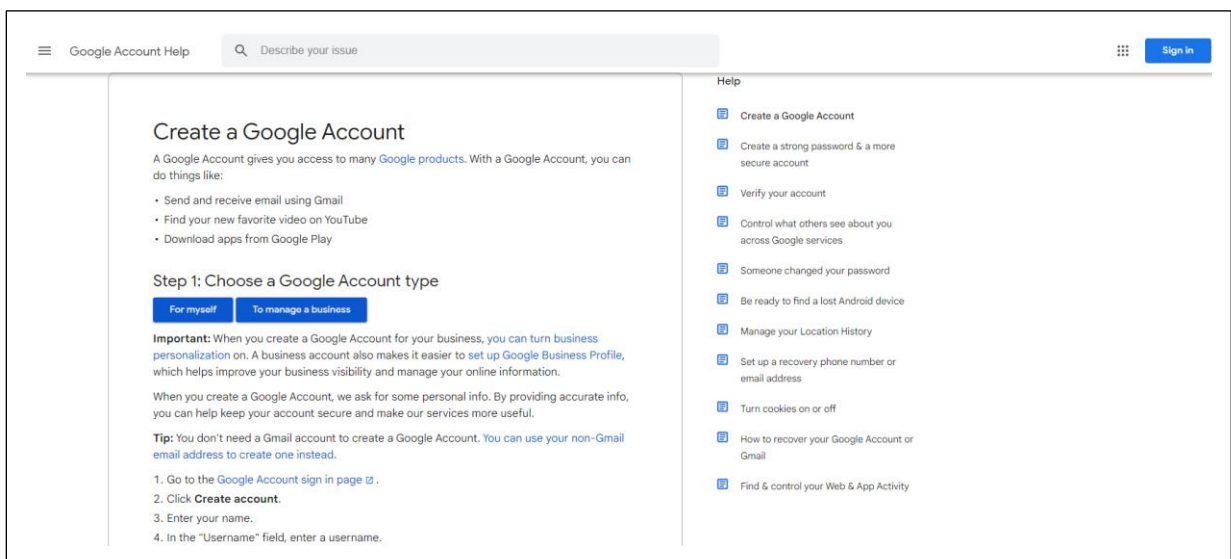 Google Account Help
Describe your issue
Sign in
Create a Google Account
A Google Account gives you access to many Google products. With a Google Account, you can
do things like:
• Send and receive email using Gmail
• Find your new favorite video on YouTube
• Download apps from Google Play
Step 1: Choose a Google Account type
For myself
To manage a business
Important: When you create a Google Account for your business, you can turn business
personalization on. A business account also makes it easier to set up Google Business Profile,
which helps improve your business visibility and manage your online information.
When you create a Google Account, we ask for some personal info. By providing accurate info,
you can help keep your account secure and make our services more useful.
Tip: You don't need a Gmail account to create a Google Account. You can use your non-Gmail
email address to create one instead.
1. Go to the Google Account sign in page .
2. Click Create account.
3. Enter your name.
4. In the "Username" field, enter a username.
Help
Create a Google Account
Create a strong password & a more
secure account
Verify your account
Control what others see about you
across Google services
Someone changed your password
Be ready to find a lost Android device
Manage your Location History
Set up a recovery phone number or
email address
Turn cookies on or off
How to recover your Google Account or
Gmail
Find & control your Web & App Activity